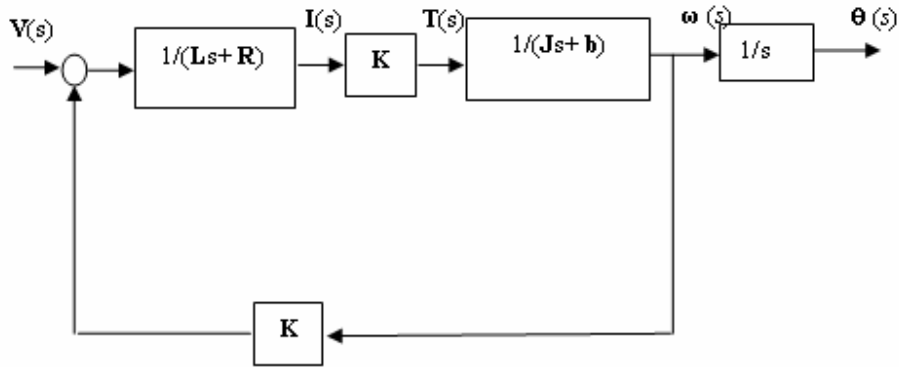 V(s)
1/(Ls+ R)
I(s)
K
T(s)
1/(Js+ b)
ω (s)
1/s
θ (s)
K